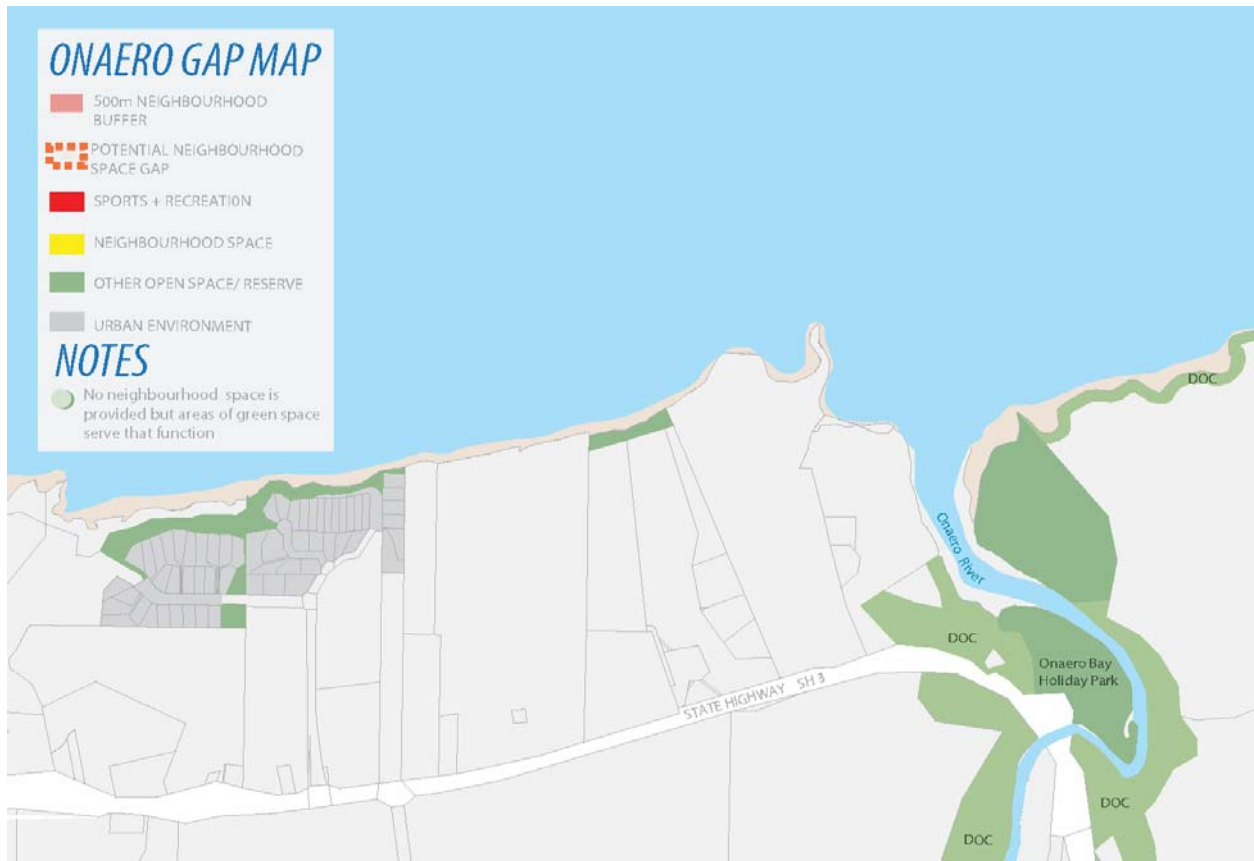 ONAERO GAP MAP
500m NEIGHBOURHOOD
BUFFER
POTENTIAL NEIGHBOURHOOD
SPACE GAP
SPORTS + RECREATION
NEIGHBOURHOOD SPACE
OTHER OPEN SPACE/ RESERVE
URBAN ENVIRONMENT
NOTES
No neighbourhood space is
provided but areas of green space
serve that function
DOC
Onaero River
DOC
Onaero Bay
Holiday Park
STATE HIGHWAY SH 3
DOC
DOC